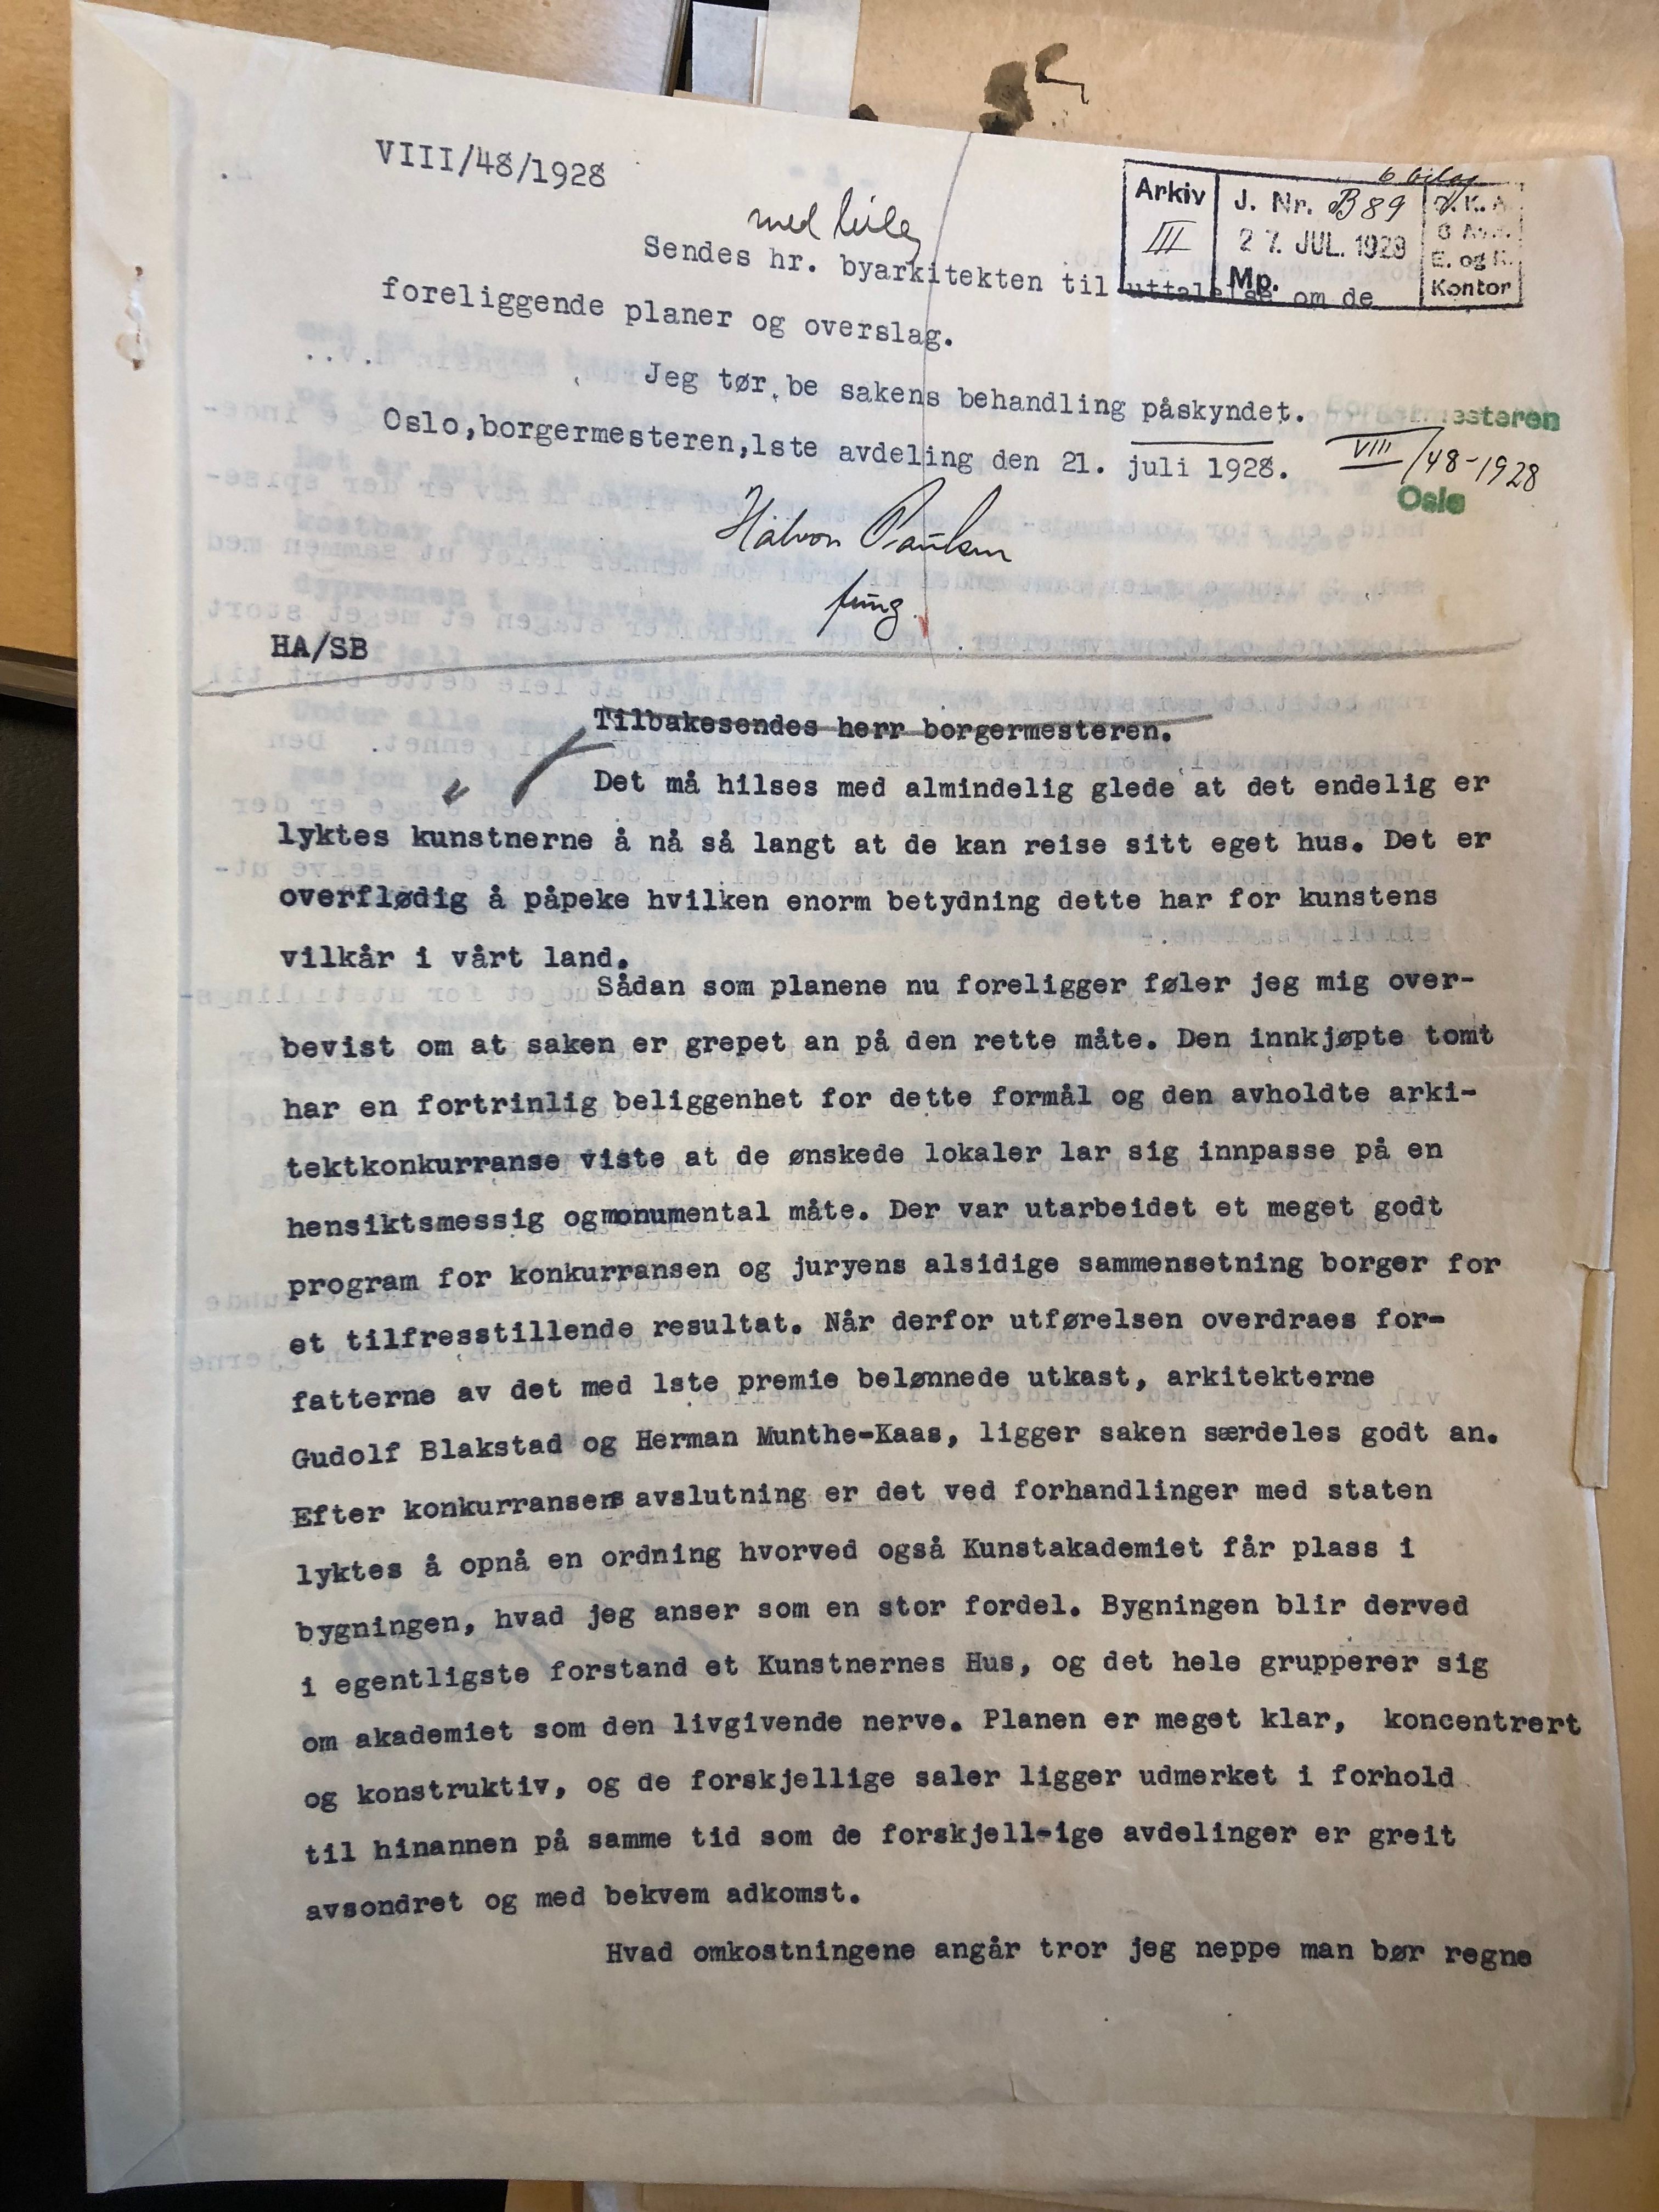 VIII/48/1928
6 bilag
Arkiv
III
J. Nr. B 89
27. JUL. 1928
Mp.
E. og R.
Kontor
Sendes hr. byarkitekten til uttalelse om de
foreliggende planer og overslag.
Jeg tør be sakens behandling påskyndet.
Borgermesteren
Oslo,borgermesteren,1ste avdeling den 21. juli 1928.
VIII/48-1928
Oslo
Halvor Paulsen
fung.
HA/SB
Tilbakesendes herr borgermesteren.
Det må hilses med almindelig glede at det endelig er
lyktes kunstnerne å nå så langt at de kan reise sitt eget hus. Det er
overflødig å påpeke hvilken enorm betydning dette har for kunstens
vilkår i vårt land.
Sådan som planene nu foreligger føler jeg mig over-
bevist om at saken er grepet an på den rette måte. Den innkjøpte tomt
har en fortrinlig beliggenhet for dette formål og den avholdte arki-
tektkonkurranse viste at de ønskede lokaler lar sig innpasse på en
hensiktsmessig ogmonumental måte. Der var utarbeidet et meget godt
program for konkurransen og juryens alsidige sammensetning borger for
et tilfresstillende resultat. Når derfor utførelsen overdraes for-
fatterne av det med 1ste premie belønnede utkast, arkitekterne
Gudolf Blakstad og Herman Munthe-Kaas, ligger saken særdeles godt an.
Efter konkurransens avslutning er det ved forhandlinger med staten
lyktes å opnå en ordning hvorved også Kunstakademiet får plass i
bygningen, hvad jeg anser som en stor fordel. Bygningen blir derved
i egentligste forstand et Kunstnernes Hus, og det hele grupperer sig
om akademiet som den livgivende nerve. Planen er meget klar, koncentrert
og konstruktiv, og de forskjellige saler ligger udmerket i forhold
til hinannen på samme tid som de forskjell-ige avdelinger er greit
avsondret og med bekvem adkomst.
Hvad omkostningene angår tror jeg neppe man bør regne